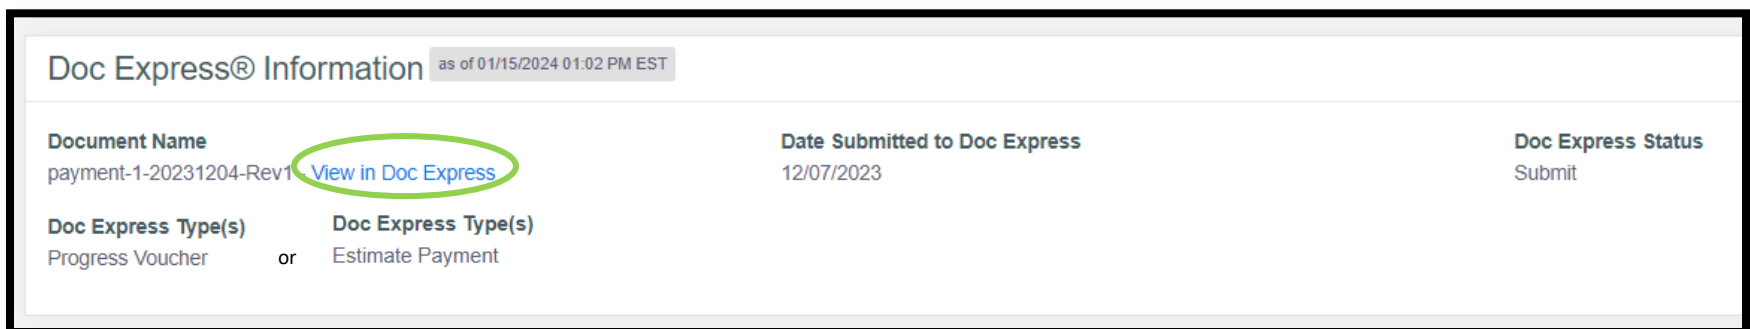 Doc Express® Information as of 01/15/2024 01:02 PM EST
Document Name Date Submitted to Doc Express Doc Express Status
payment-1-20231204-Rev1 - View in Doc Express 12/07/2023 Submit
Doc Express Type(s) Doc Express Type(s)
Progress Voucher or Estimate Payment